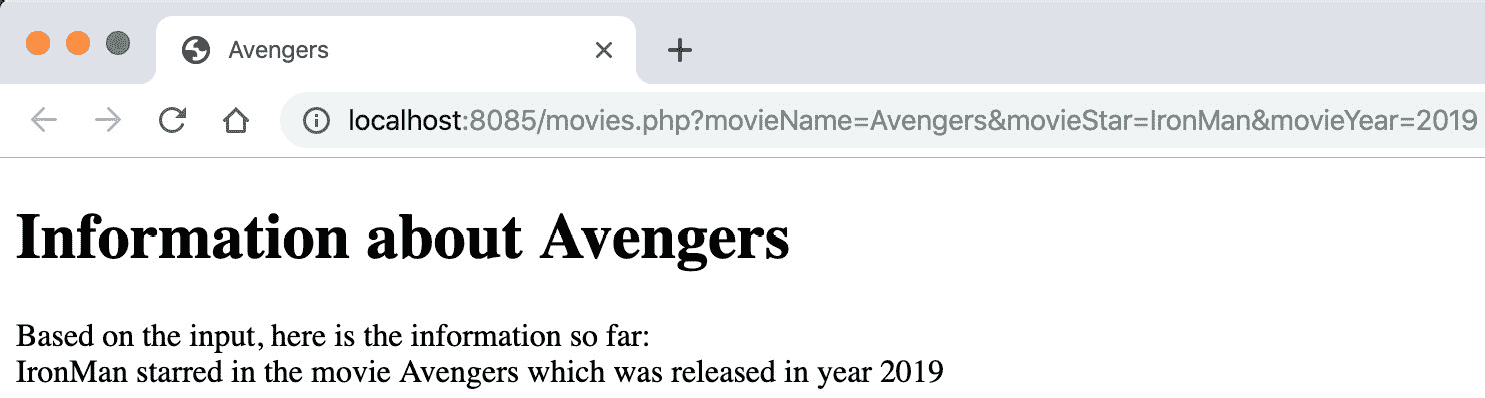 Avengers
localhost:8085/movies.php?movieName=Avengers&movieStar=IronMan&movieYear=2019
Information about Avengers
Based on the input, here is the information so far:
IronMan starred in the movie Avengers which was released in year 2019